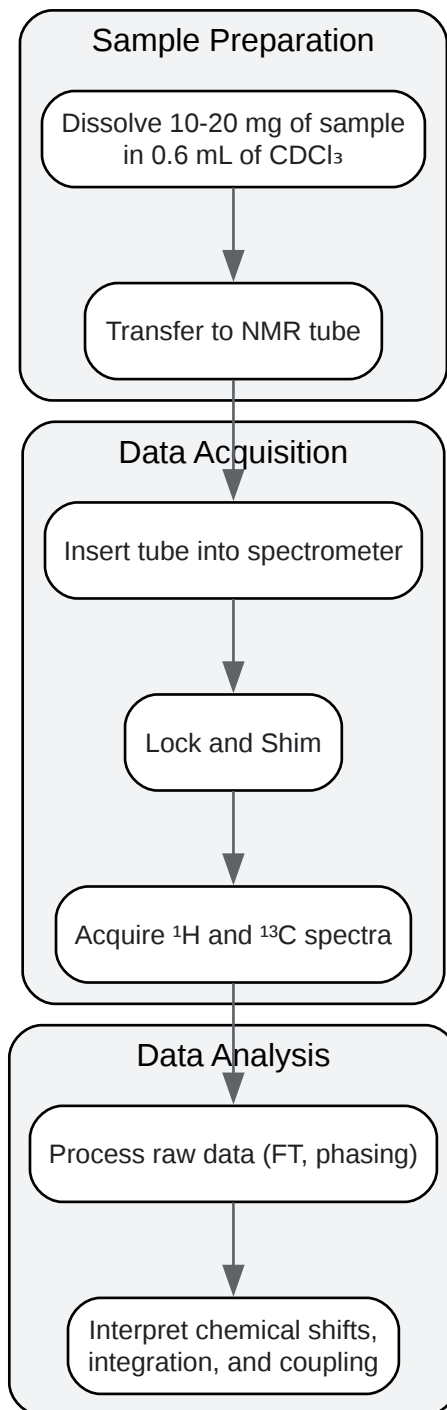 Sample Preparation
Dissolve 10-20 mg of sample
in 0.6 mL of CDCl₃
Transfer to NMR tube
Data Acquisition
Insert tube into spectrometer
Lock and Shim
Acquire ¹H and ¹³C spectra
Data Analysis
Process raw data (FT, phasing)
Interpret chemical shifts,
integration, and coupling